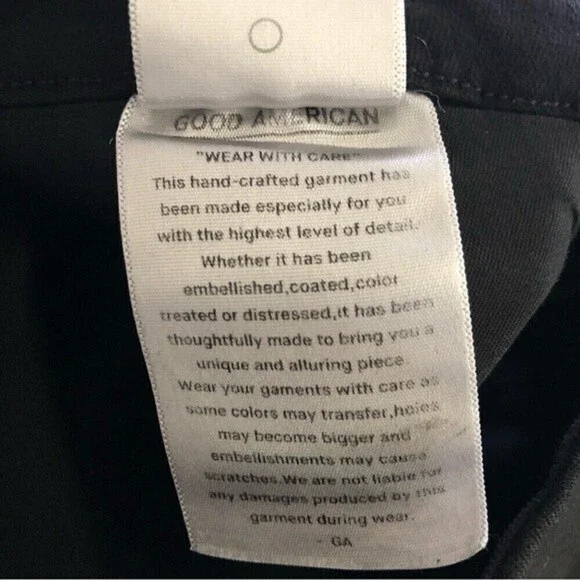 GOOD AMERICAN
"WEAR WITH CARE"
This hand-crafted garment has
been made especially for you
with the highest level of detail.
Whether it has been
embellished,coated,color
treated or distressed,it has been
thoughtfully made to bring you a
unique and alluring piece.
Wear your gaments with care as
some colors may transfer,holes
may become bigger and
embellishments may cause
scratches.We are not liable for
any damages produced by this
garment during wear.
- GA